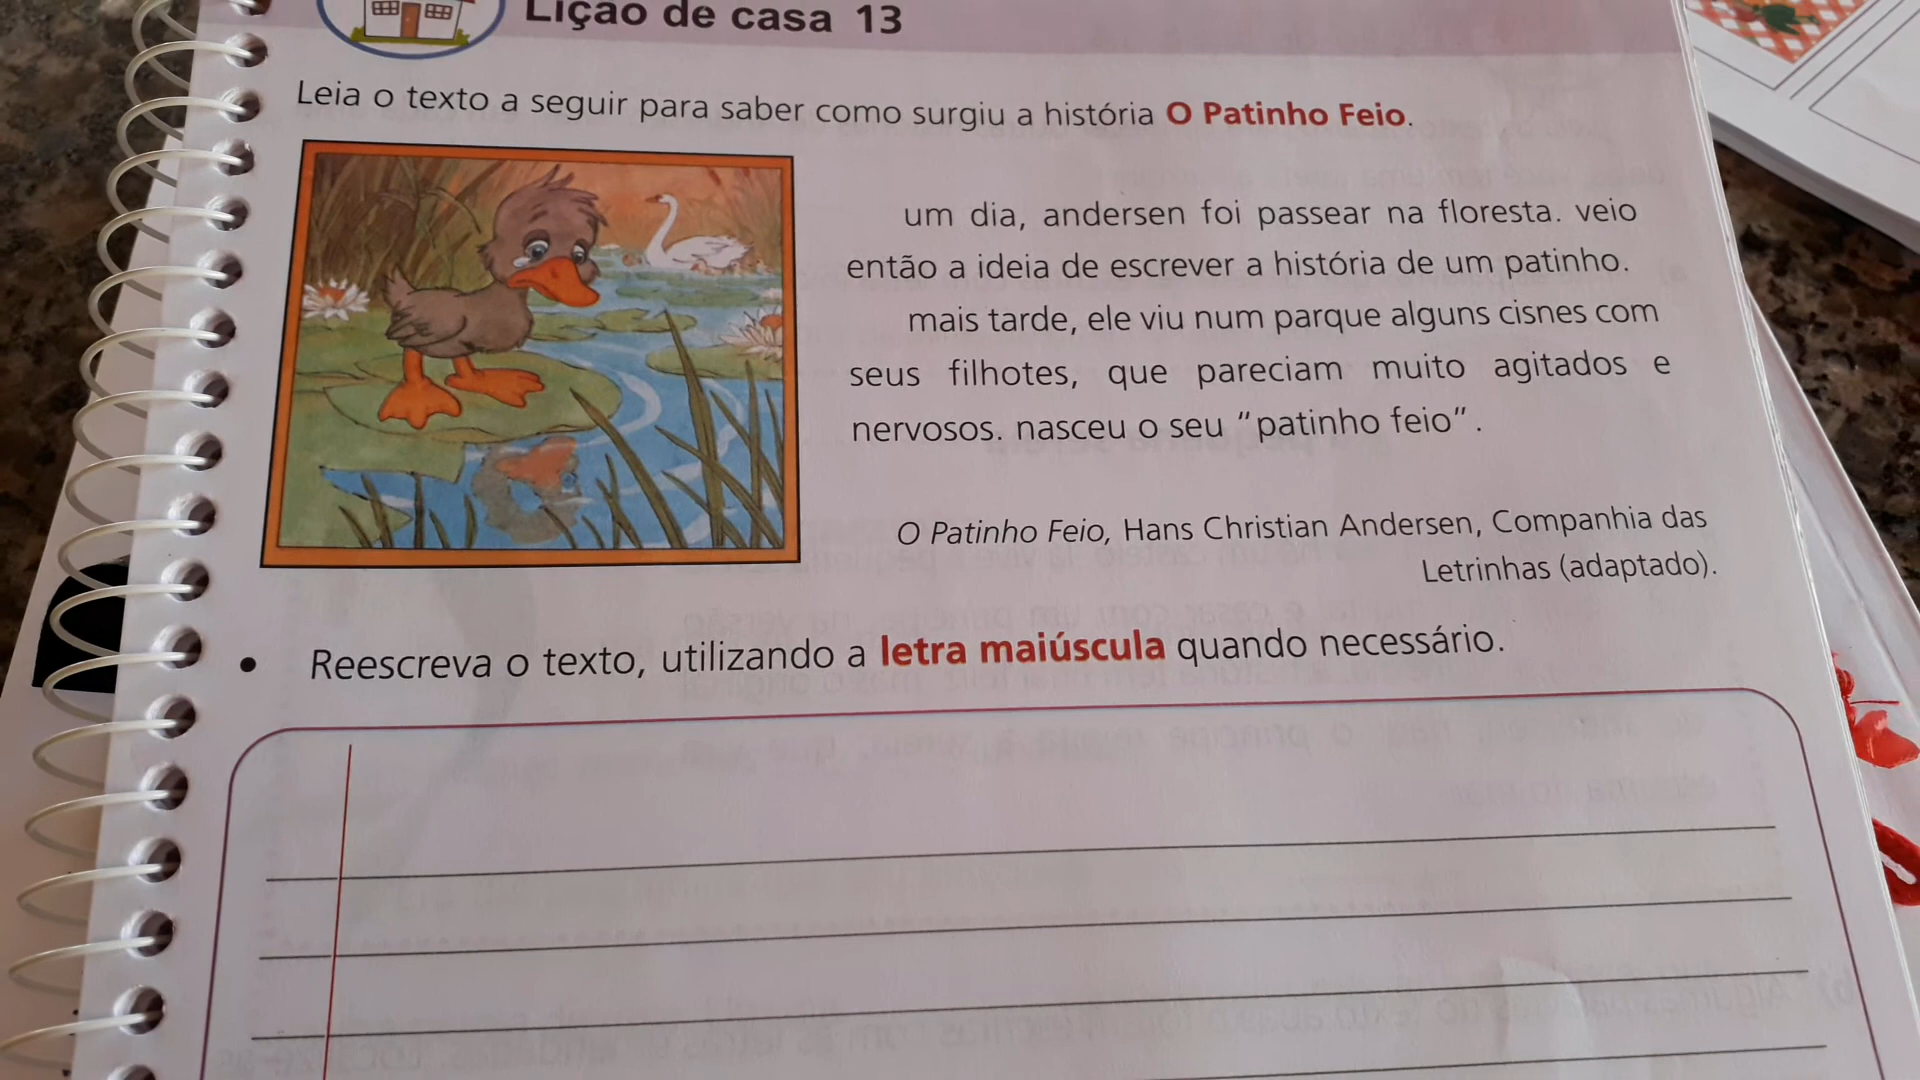 Lição de casa 13
Leia o texto a seguir para saber como surgiu a história O Patinho Feio.
um dia, andersen foi passear na floresta. veio
então a ideia de escrever a história de um patinho.
mais tarde, ele viu num parque alguns cisnes com
seus filhotes, que pareciam muito agitados e
nervosos. nasceu o seu “patinho feio”.
O Patinho Feio, Hans Christian Andersen, Companhia das
Letrinhas (adaptado).
• Reescreva o texto, utilizando a letra maiúscula quando necessário.